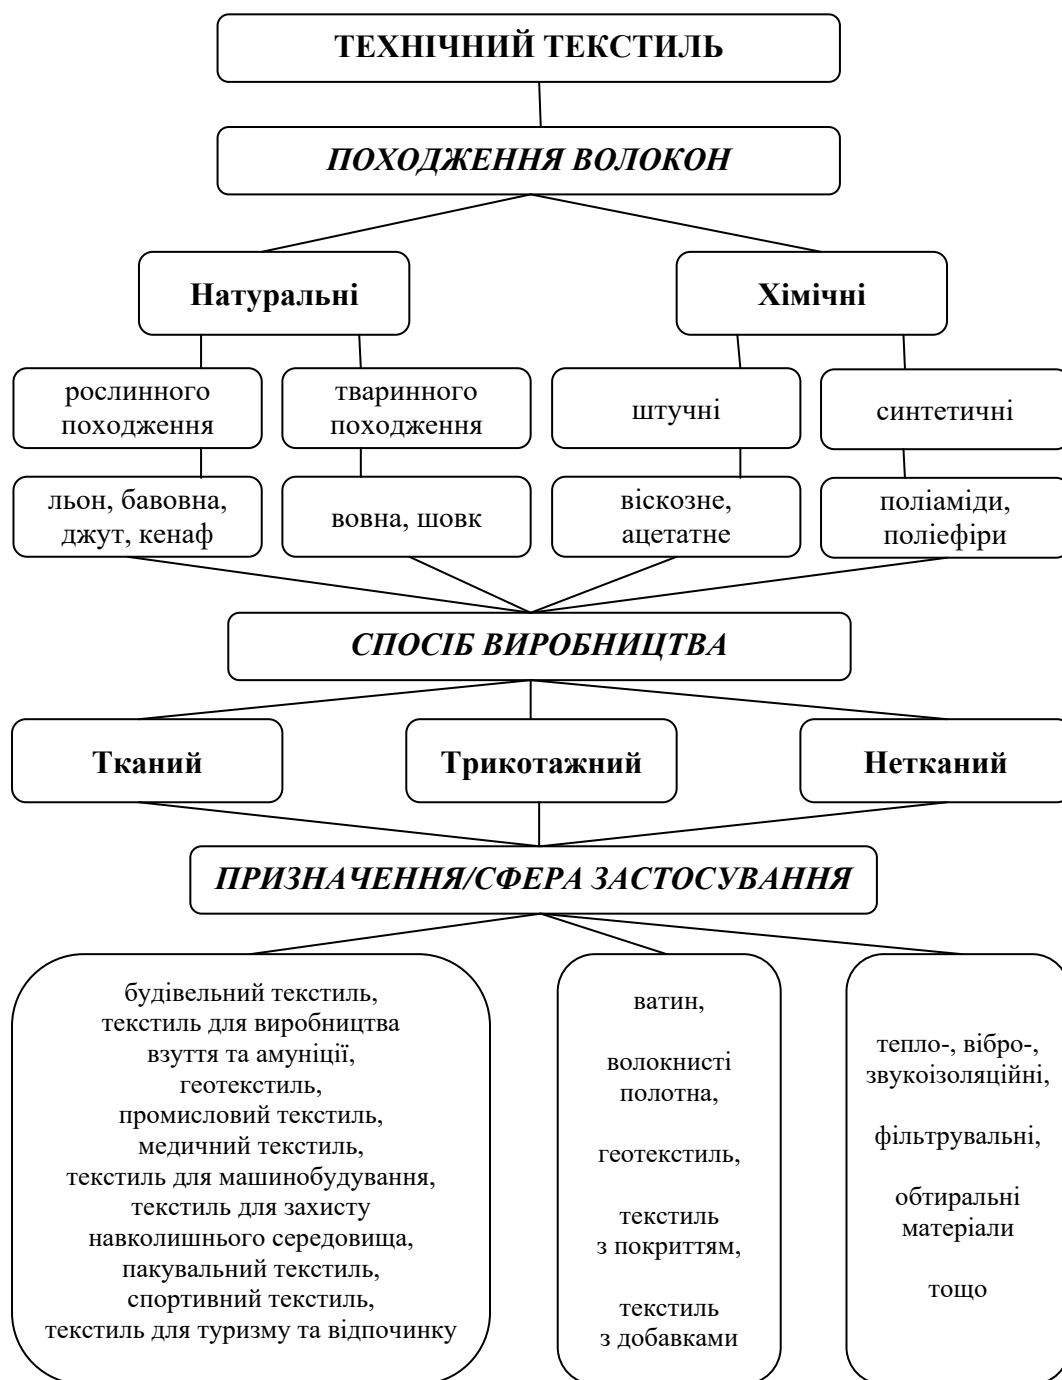 ТЕХНІЧНИЙ ТЕКСТИЛЬ
ПОХОДЖЕННЯ ВОЛОКОН
Натуральні
Хімічні
рослинного
походження
тваринного
походження
штучні
синтетичні
льон, бавовна,
джут, кенаф
вовна, шовк
віскозне,
ацетатне
поліаміди,
поліефіри
СПОСІБ ВИРОБНИЦТВА
Тканий
Трикотажний
Нетканий
ПРИЗНАЧЕННЯ/СФЕРА ЗАСТОСУВАННЯ
будівельний текстиль,
текстиль для виробництва
взуття та амуніції,
геотекстиль,
промисловий текстиль,
медичний текстиль,
текстиль для машинобудування,
текстиль для захисту
навколишнього середовища,
пакувальний текстиль,
спортивний текстиль,
текстиль для туризму та відпочинку
ватин,
волокнисті
полотна,
геотекстиль,
текстиль
з покриттям,
текстиль
з добавками
тепло-, вібро-,
звукоізоляційні,
фільтрувальні,
обтиральні
матеріали
тощо